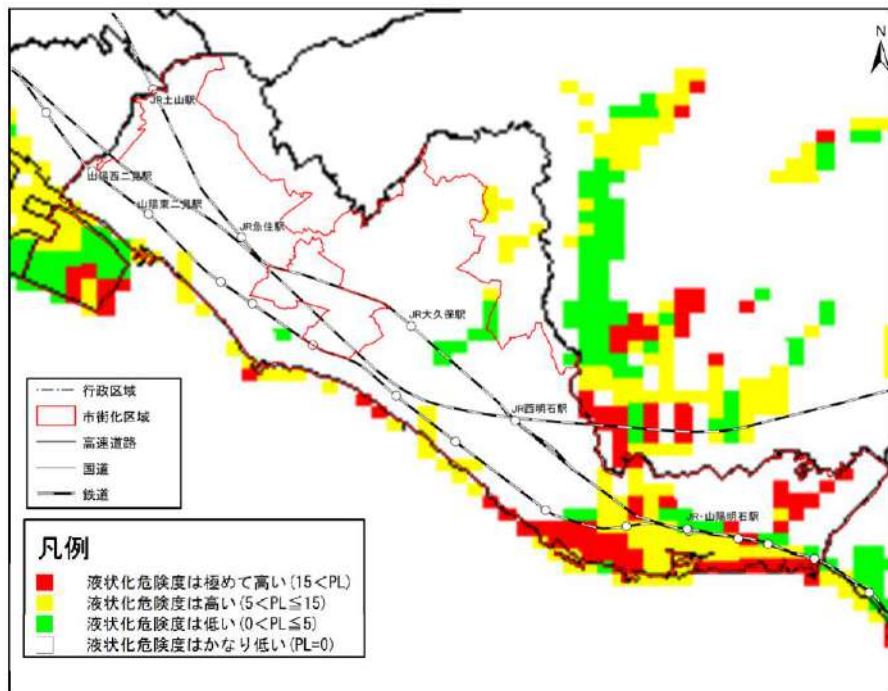 N
JR土山駅
山陽西二見駅
山陽東二見駅
JR魚住駅
JR大久保駅
JR西明石駅
JR・山陽明石駅
行政区域
市街化区域
高速道路
国道
鉄道
凡例
液状化危険度は極めて高い(15<PL)
液状化危険度は高い(5<PL≦15)
液状化危険度は低い(0<PL≦5)
液状化危険度はかなり低い(PL=0)